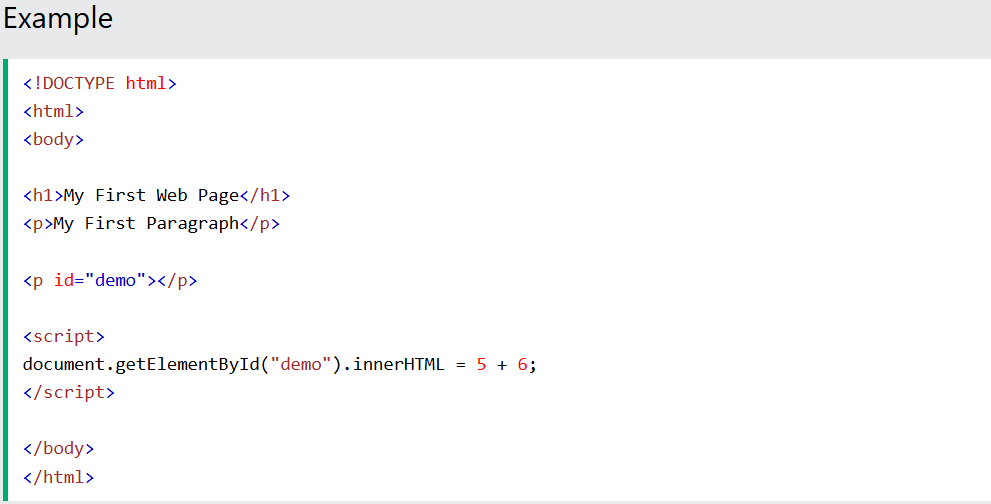 Example
<!DOCTYPE html>
<html>
<body>
<h1>My First Web Page</h1>
<p>My First Paragraph</p>
<p id="demo"></p>
<script>
document.getElementById("demo").innerHTML = 5 + 6;
</script>
</body>
</html>